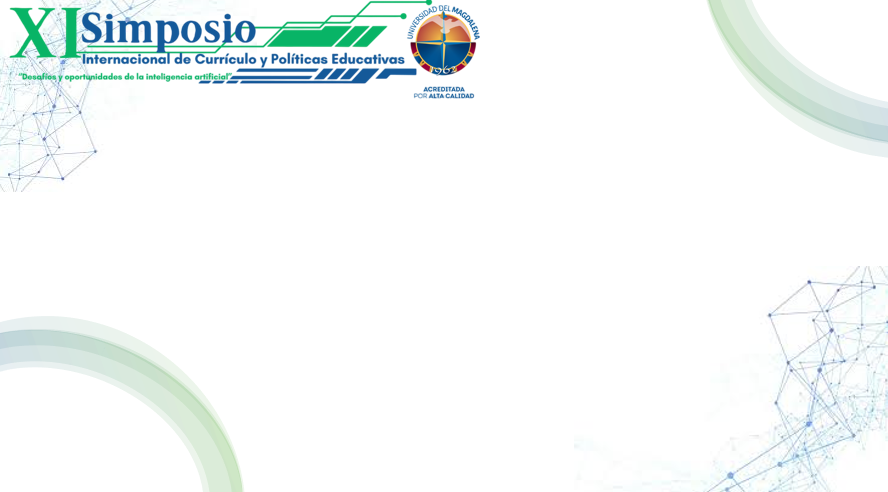 XI Simposio
Internacional de Currículo y Políticas Educativas
"Desafíos y oportunidades de la inteligencia artificial"
UNIVERSIDAD DEL MAGDALENA
1962
ACREDITADA
POR ALTA CALIDAD